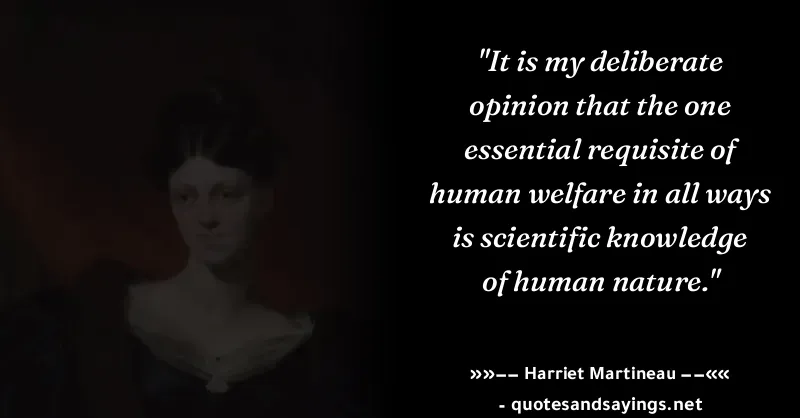 "It is my deliberate
opinion that the one
essential requisite of
human welfare in all ways
is scientific knowledge
of human nature."
»»−− Harriet Martineau −−««
- quotesandsayings.net